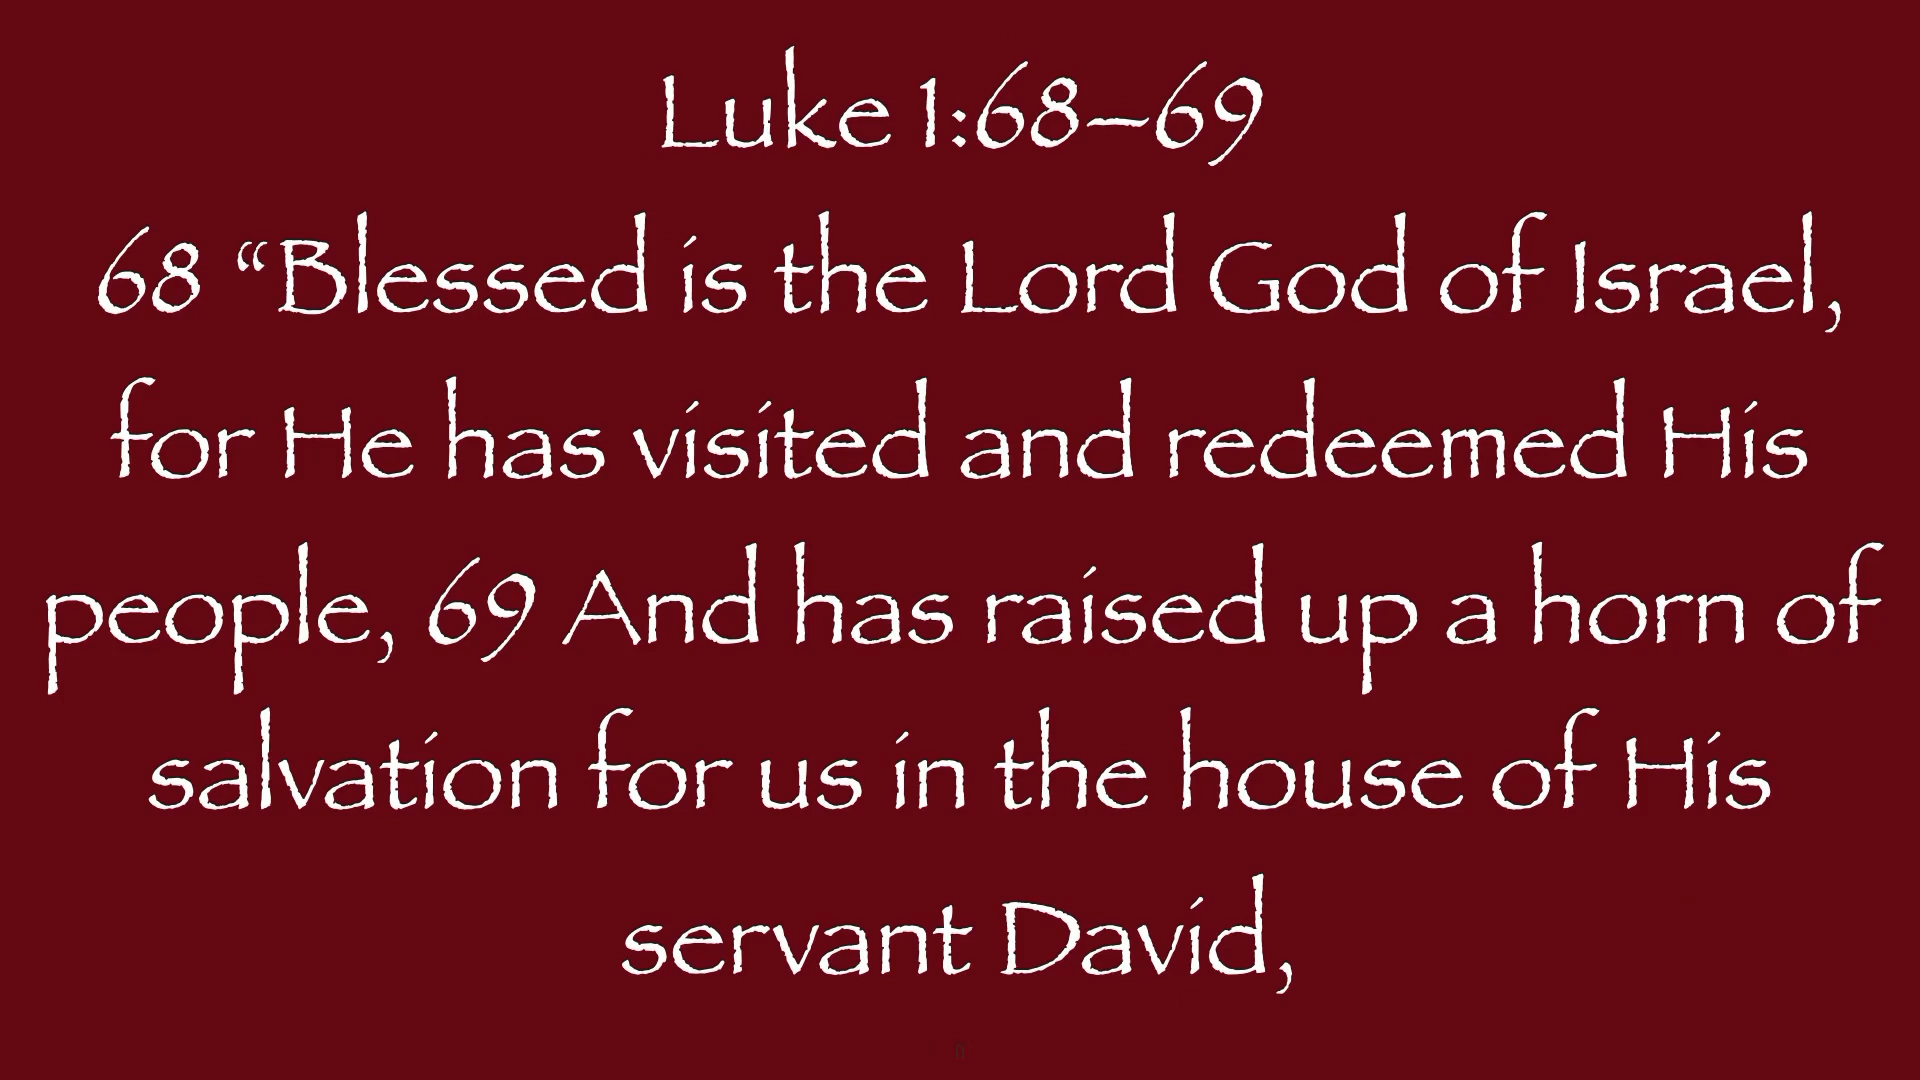 Luke 1:68–69
68 “Blessed is the Lord God of Israel,
for He has visited and redeemed His
people, 69 And has raised up a horn of
salvation for us in the house of His
servant David,